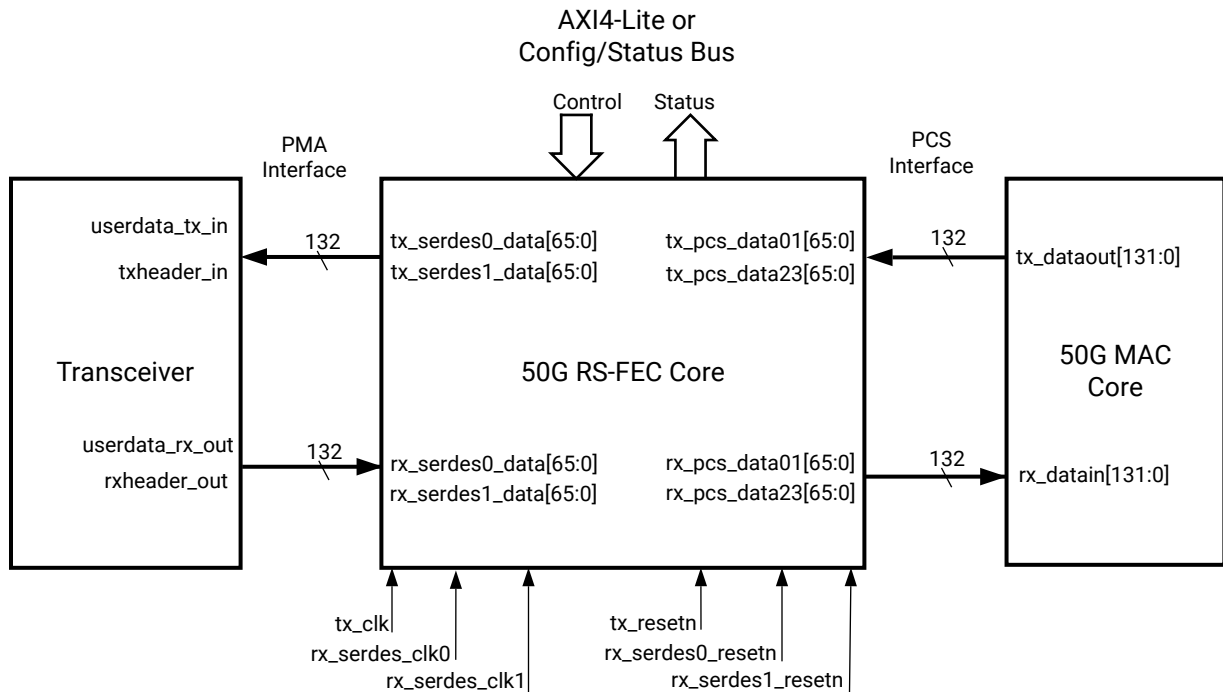 AXI4-Lite or
Config/Status Bus
Control
Status
PMA
Interface
PCS
Interface
userdata_tx_in
txheader_in
132
tx_serdes0_data[65:0]
tx_serdes1_data[65:0]
tx_pcs_data01[65:0]
tx_pcs_data23[65:0]
132
tx_dataout[131:0]
Transceiver
50G RS-FEC Core
50G MAC
Core
userdata_rx_out
rxheader_out
132
rx_serdes0_data[65:0]
rx_serdes1_data[65:0]
rx_pcs_data01[65:0]
rx_pcs_data23[65:0]
132
rx_datain[131:0]
tx_clk
rx_serdes_clk0
rx_serdes_clk1
tx_resetn
rx_serdes0_resetn
rx_serdes1_resetn